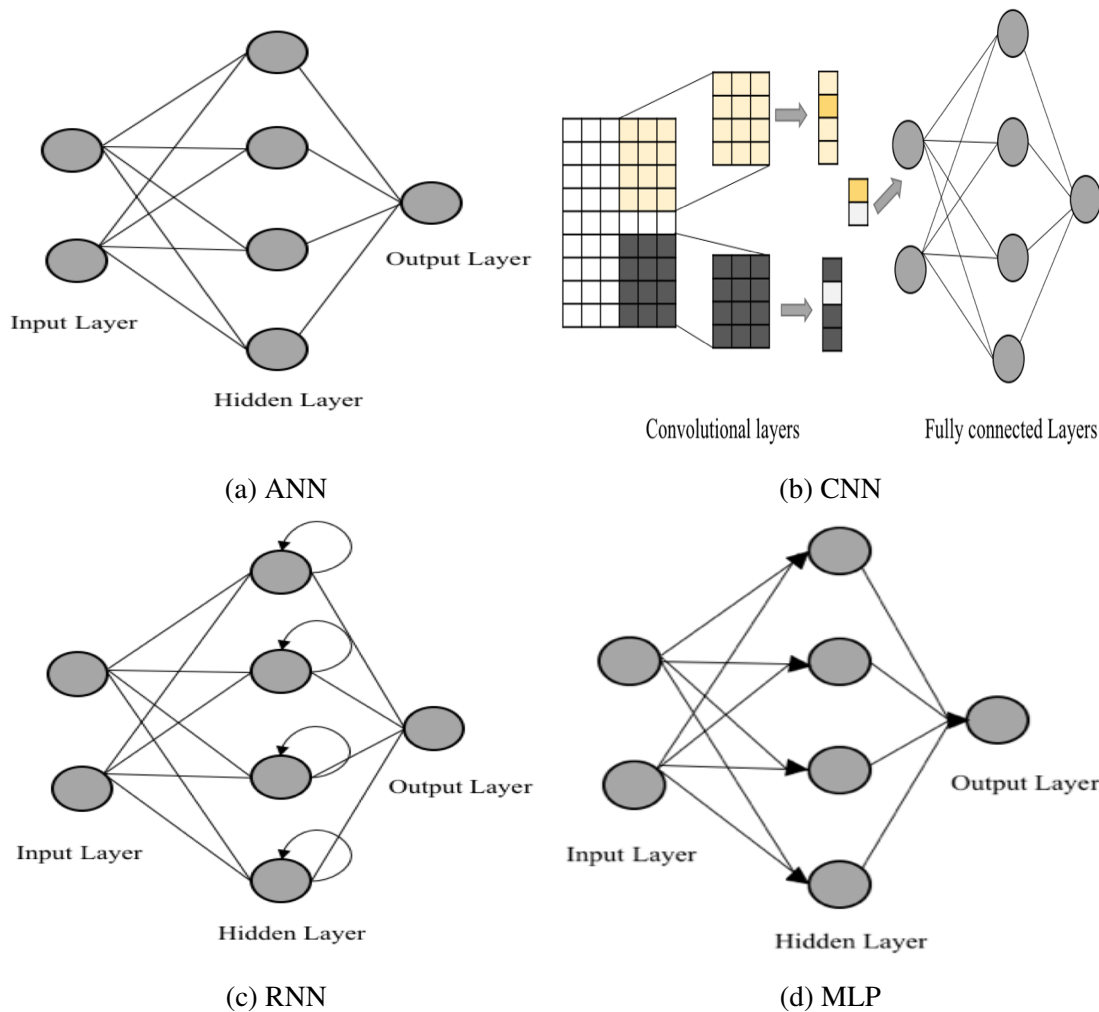 Input Layer
Hidden Layer
Output Layer
(a) ANN
Convolutional layers
Fully connected Layers
(b) CNN
Input Layer
Hidden Layer
Output Layer
(c) RNN
Input Layer
Hidden Layer
Output Layer
(d) MLP